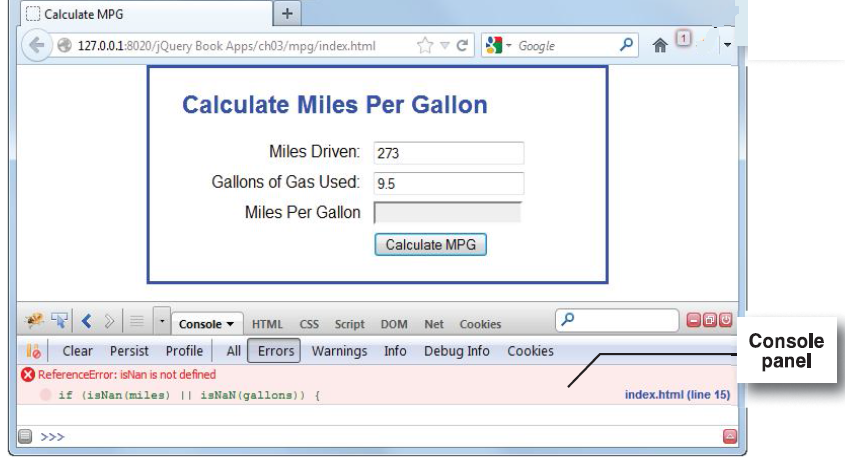 Calculate MPG
+
127.0.0.1:8020/jQuery Book Apps/ch03/mpg/index.html
Google
1
Calculate Miles Per Gallon
Miles Driven: 273
Gallons of Gas Used: 9.5
Miles Per Gallon
Calculate MPG
Console HTML CSS Script DOM Net Cookies
Clear Persist Profile All Errors Warnings Info Debug Info Cookies
ReferenceError: isNan is not defined
if (isNan(miles) || isNaN(gallons)) { index.html (line 15)
>>>
Console
panel